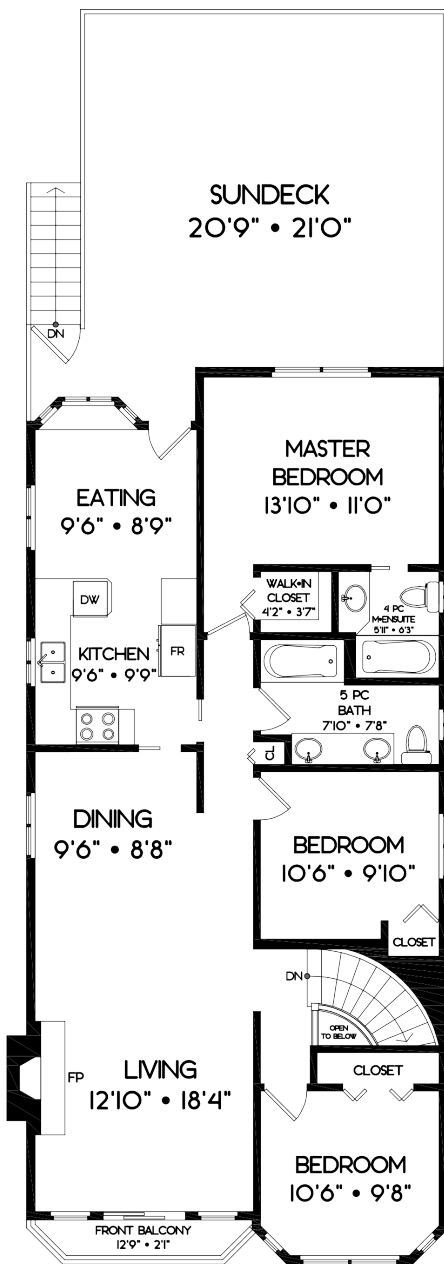 SUNDECK
20'9" • 21'0"
DN
MASTER
BEDROOM
13'10" • 11'0"
EATING
9'6" • 8'9"
DW
WALK-IN
CLOSET
4'2" • 3'7"
4 PC
M•ENSUITE
5'11" • 6'3"
KITCHEN
9'6" • 9'9"
FR
5 PC
BATH
7'10" • 7'8"
CL
DINING
9'6" • 8'8"
BEDROOM
10'6" • 9'10"
CLOSET
DN
OPEN
TO BELOW
FP
LIVING
12'10" • 18'4"
CLOSET
BEDROOM
10'6" • 9'8"
FRONT BALCONY
12'9" • 2'1"